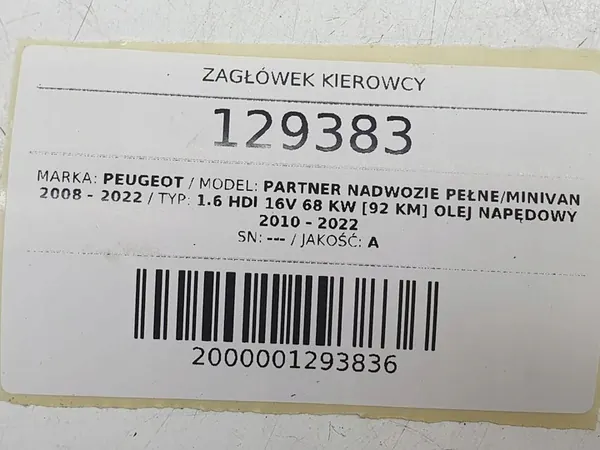 ZAGŁÓWEK KIEROWCY
129383
MARKA: PEUGEOT / MODEL: PARTNER NADWOZIE PEŁNE/MINIVAN
2008 - 2022 / TYP: 1.6 HDI 16V 68 KW [92 KM] OLEJ NAPĘDOWY
2010 - 2022
SN: --- / JAKOŚĆ: A
2000001293836